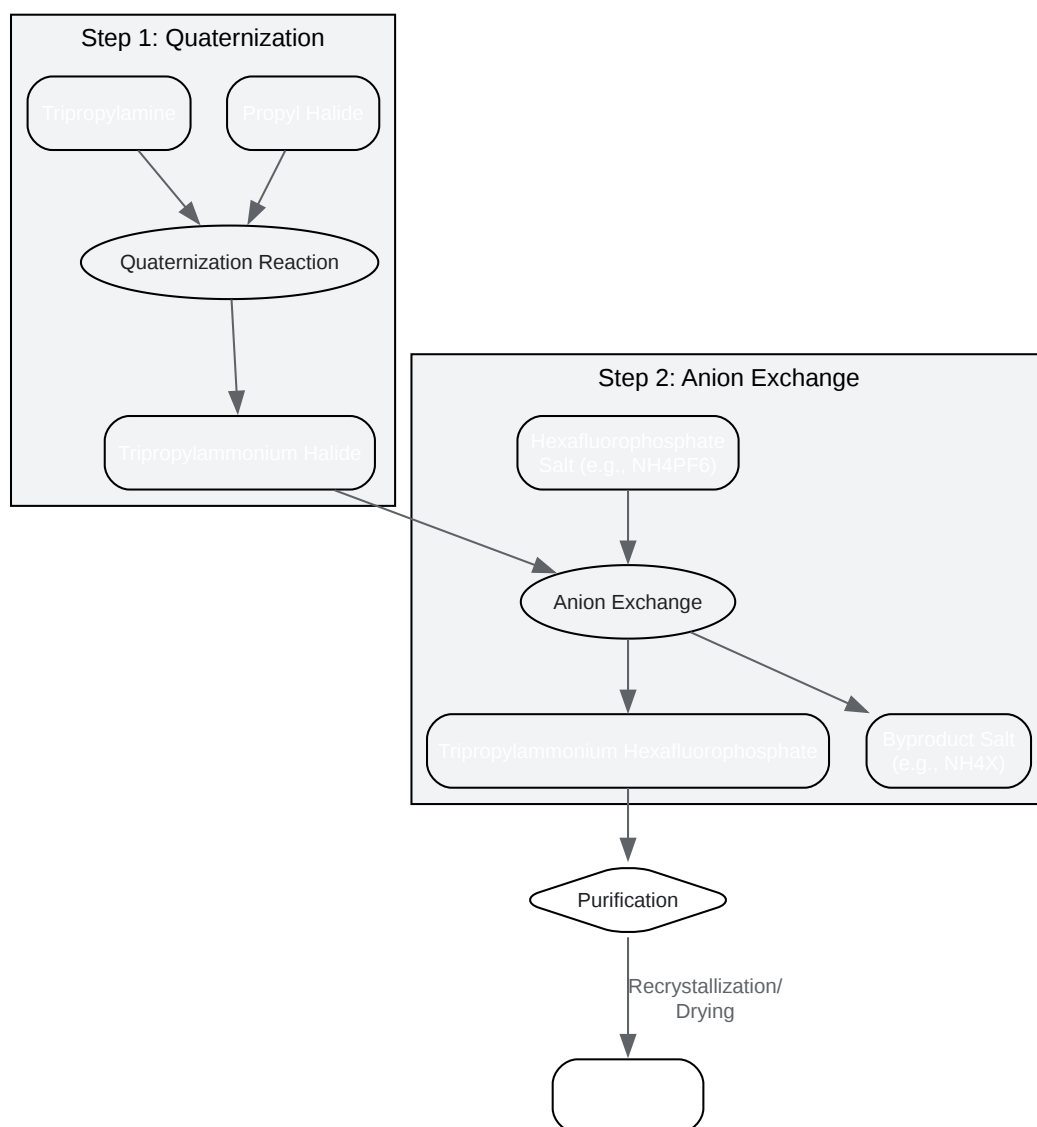 Step 1: Quaternization
Tripropylamine
Propyl Halide
Quaternization Reaction
Tripropylammonium Halide
Step 2: Anion Exchange
Hexafluorophosphate
Salt (e.g., NH4PF6)
Anion Exchange
Tripropylammonium Hexafluorophosphate
Byproduct Salt
(e.g., NH4X)
Purification
Recrystallization/
Drying